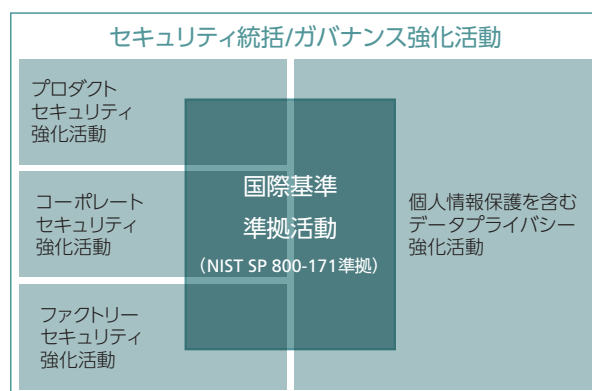 セキュリティ統括/ガバナンス強化活動
プロダクト
セキュリティ
強化活動
コーポレート
セキュリティ
強化活動
ファクトリー
セキュリティ
強化活動
国際基準
準拠活動
（NIST SP 800-171準拠）
個人情報保護を含む
データプライバシー
強化活動